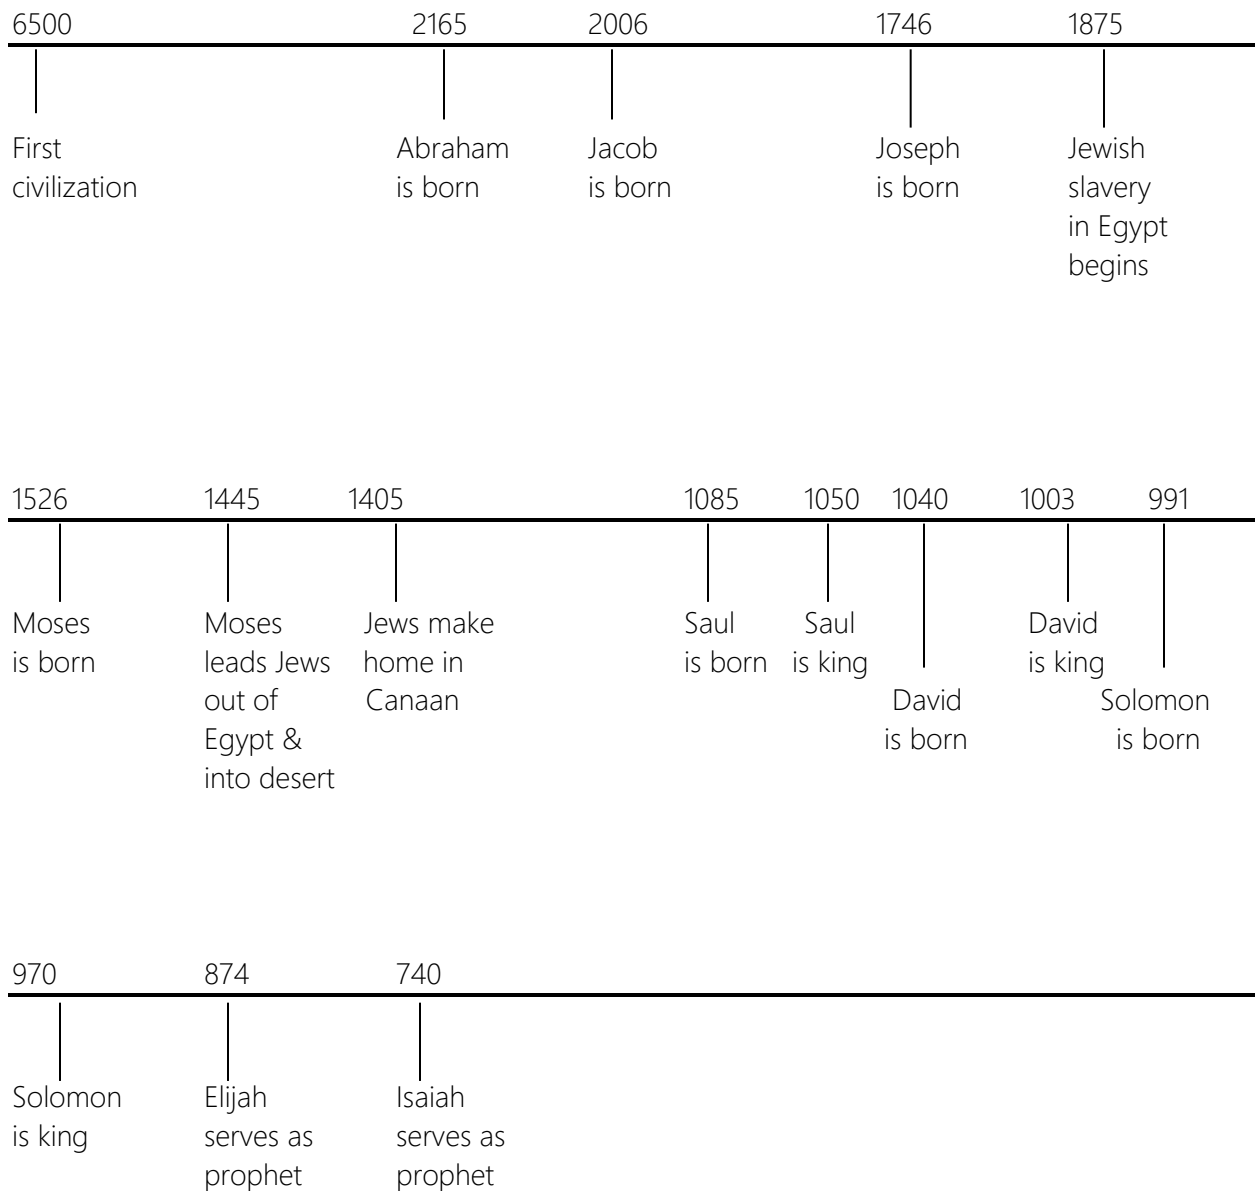 6500 2165 2006 1746 1875
First Abraham Jacob Joseph Jewish
civilization is born is born is born slavery
in Egypt
begins
1526 1445 1405 1085 1050 1040 1003 991
Moses Moses Jews make Saul Saul David
is born leads Jews home in is born is king is king
out of Canaan David Solomon
Egypt & is born is born
into desert
970 874 740
Solomon Elijah Isaiah
is king serves as serves as
prophet prophet